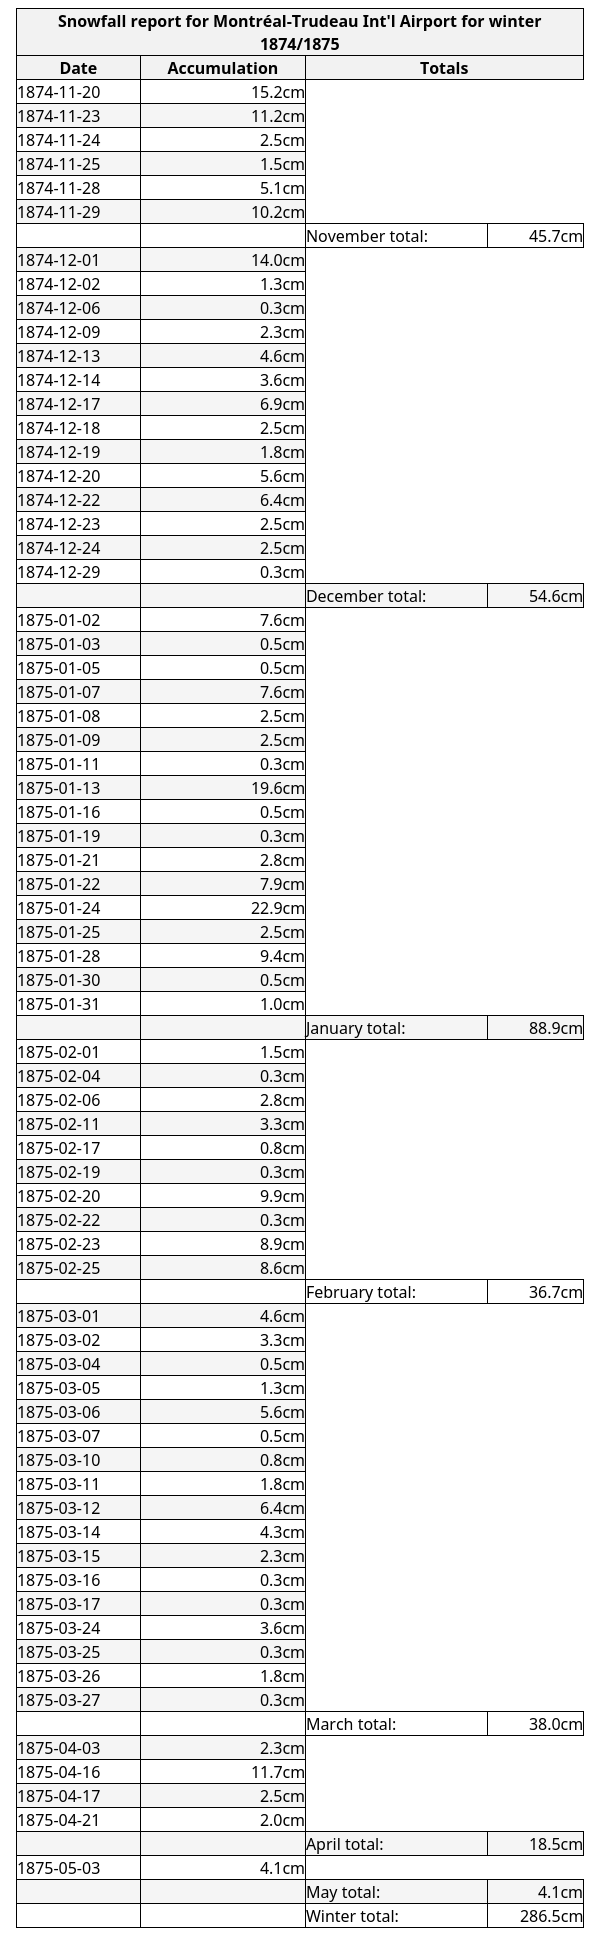 Snowfall report for Montréal-Trudeau Int'l Airport for winter
1874/1875
Date Accumulation Totals
1874-11-20 15.2cm
1874-11-23 11.2cm
1874-11-24 2.5cm
1874-11-25 1.5cm
1874-11-28 5.1cm
1874-11-29 10.2cm
November total: 45.7cm
1874-12-01 14.0cm
1874-12-02 1.3cm
1874-12-06 0.3cm
1874-12-09 2.3cm
1874-12-13 4.6cm
1874-12-14 3.6cm
1874-12-17 6.9cm
1874-12-18 2.5cm
1874-12-19 1.8cm
1874-12-20 5.6cm
1874-12-22 6.4cm
1874-12-23 2.5cm
1874-12-24 2.5cm
1874-12-29 0.3cm
December total: 54.6cm
1875-01-02 7.6cm
1875-01-03 0.5cm
1875-01-05 0.5cm
1875-01-07 7.6cm
1875-01-08 2.5cm
1875-01-09 2.5cm
1875-01-11 0.3cm
1875-01-13 19.6cm
1875-01-16 0.5cm
1875-01-19 0.3cm
1875-01-21 2.8cm
1875-01-22 7.9cm
1875-01-24 22.9cm
1875-01-25 2.5cm
1875-01-28 9.4cm
1875-01-30 0.5cm
1875-01-31 1.0cm
January total: 88.9cm
1875-02-01 1.5cm
1875-02-04 0.3cm
1875-02-06 2.8cm
1875-02-11 3.3cm
1875-02-17 0.8cm
1875-02-19 0.3cm
1875-02-20 9.9cm
1875-02-22 0.3cm
1875-02-23 8.9cm
1875-02-25 8.6cm
February total: 36.7cm
1875-03-01 4.6cm
1875-03-02 3.3cm
1875-03-04 0.5cm
1875-03-05 1.3cm
1875-03-06 5.6cm
1875-03-07 0.5cm
1875-03-10 0.8cm
1875-03-11 1.8cm
1875-03-12 6.4cm
1875-03-14 4.3cm
1875-03-15 2.3cm
1875-03-16 0.3cm
1875-03-17 0.3cm
1875-03-24 3.6cm
1875-03-25 0.3cm
1875-03-26 1.8cm
1875-03-27 0.3cm
March total: 38.0cm
1875-04-03 2.3cm
1875-04-16 11.7cm
1875-04-17 2.5cm
1875-04-21 2.0cm
April total: 18.5cm
1875-05-03 4.1cm
May total: 4.1cm
Winter total: 286.5cm